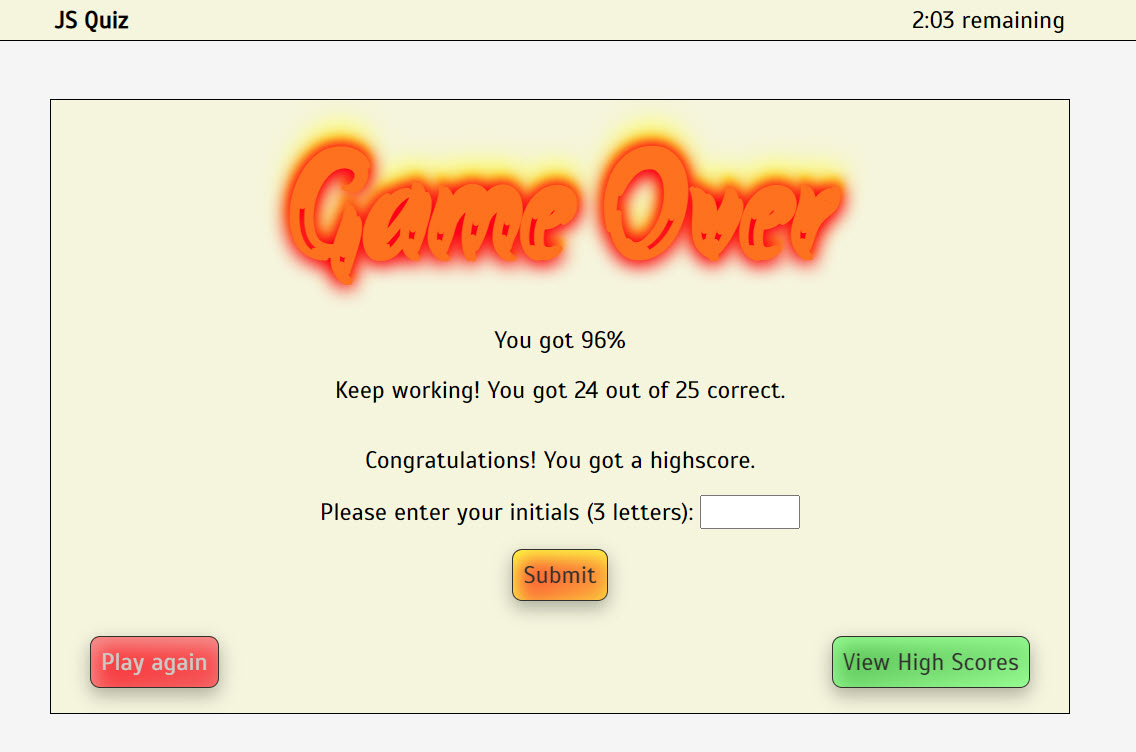 JS Quiz
2:03 remaining
Game Over
You got 96%
Keep working! You got 24 out of 25 correct.
Congratulations! You got a highscore.
Please enter your initials (3 letters):
Submit
Play again
View High Scores